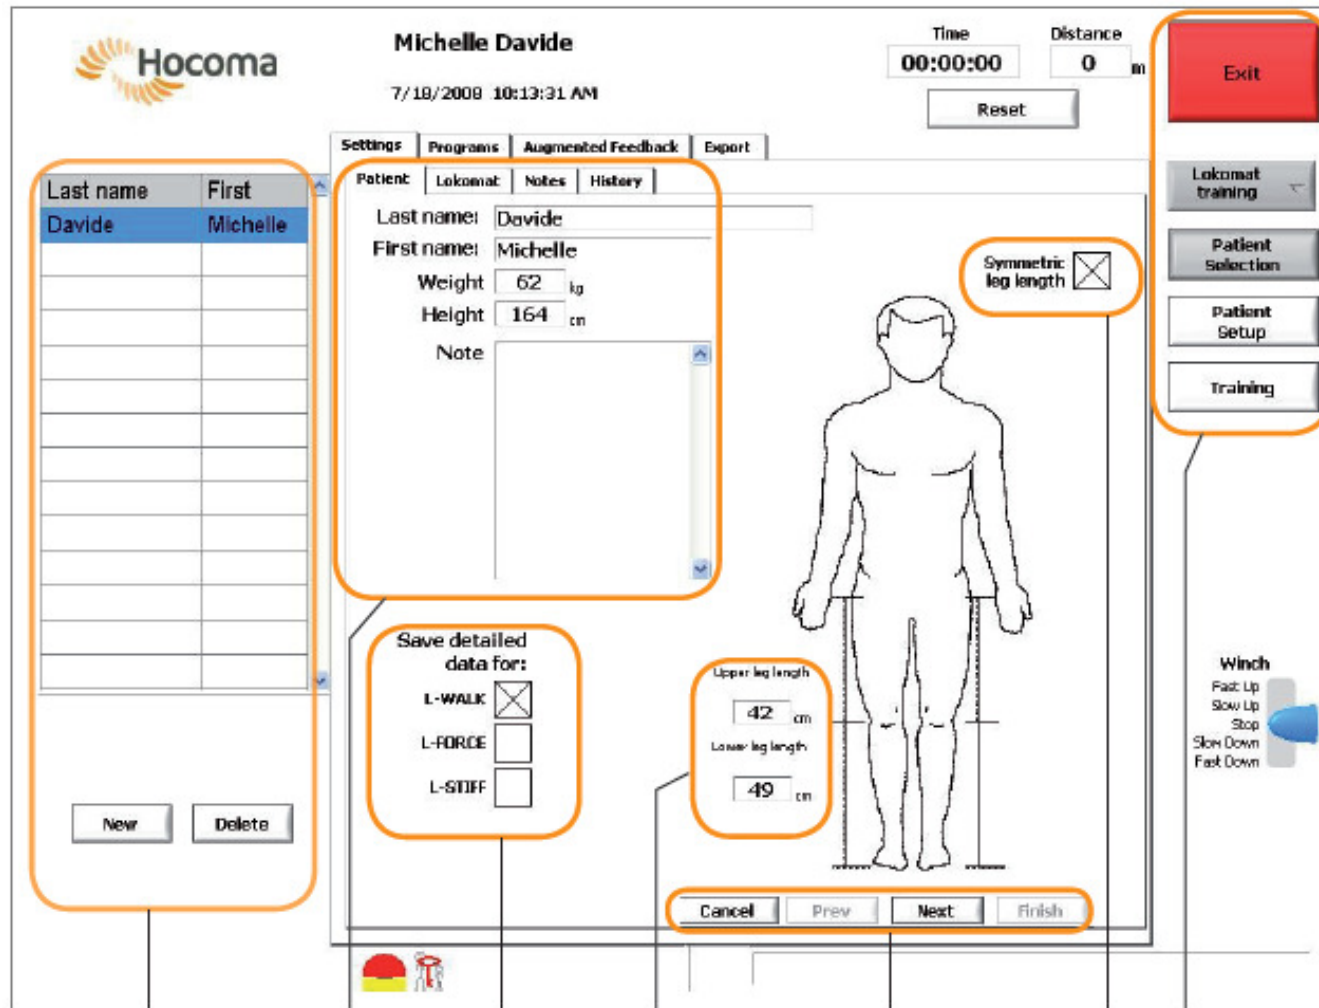 Hocoma
Michelle Davide
7/18/2008 10:13:31 AM
Time
00:00:00
Distance
0 m
Reset
Exit
Settings Programs Augmented Feedback Export
Patient Lokomat Notes History
Last name First
Davide Michelle
Last name: Davide
First name: Michelle
Weight 62 kg
Height 164 cm
Note
Symmetric
leg length
Lokomat
training
Patient
Selection
Patient
Setup
Training
Save detailed
data for:
L-WALK
L-FORCE
L-STIFF
Upper leg length
42 cm
Lower leg length
49 cm
Winch
Fast Up
Slow Up
Stop
Slow Down
Fast Down
New Delete
Cancel Prev Next Finish